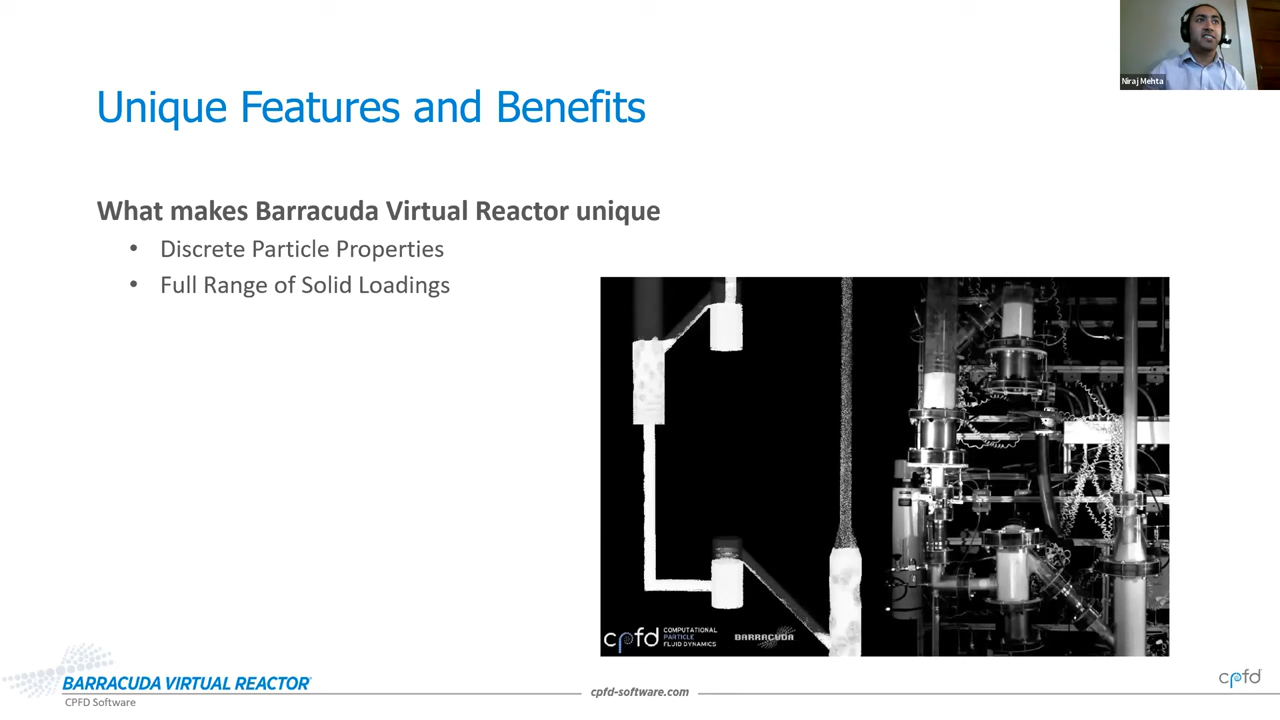 Niraj Mehta
Unique Features and Benefits
What makes Barracuda Virtual Reactor unique
• Discrete Particle Properties
• Full Range of Solid Loadings
cpfd
COMPUTATIONAL
PARTICLE
FLUID DYNAMICS
BARRACUDA
BARRACUDA VIRTUAL REACTOR
CPFD Software
cpfd-software.com
cpfd